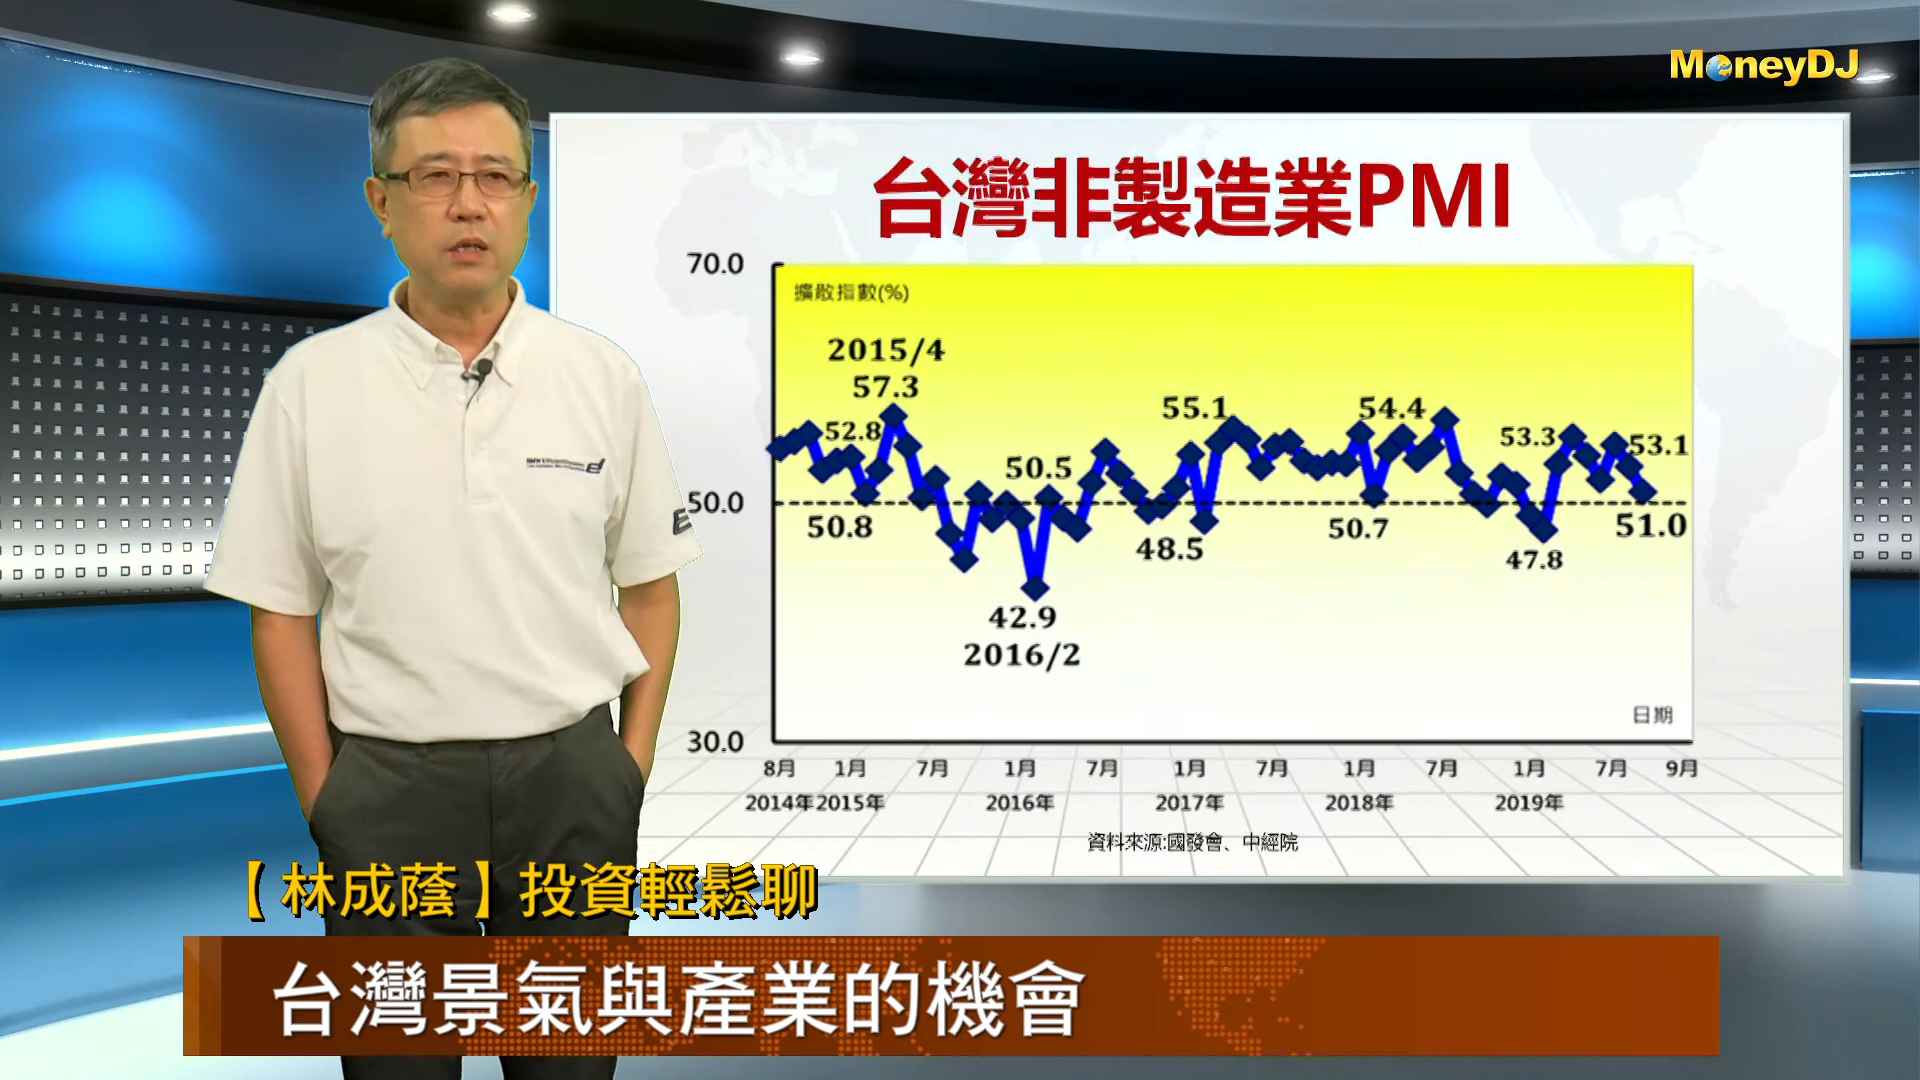 MoneyDJ
台灣非製造業PMI
70.0
擴散指數(%)
2015/4
57.3
52.8
55.1
54.4
53.3
53.1
50.5
50.0
50.8
48.5
50.7
47.8
51.0
42.9
2016/2
日期
30.0
8月 1月 7月 1月 7月 1月 7月 1月 7月 1月 7月 9月
2014年 2015年 2016年 2017年 2018年 2019年
資料來源:國發會、中經院
【林成蔭】投資輕鬆聊
台灣景氣與產業的機會